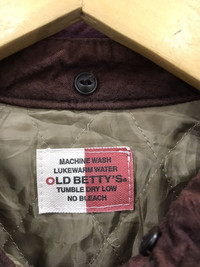 MACHINE WASH
LUKEWARM WATER
OLD BETTY'S®
TUMBLE DRY LOW
NO BLEACH